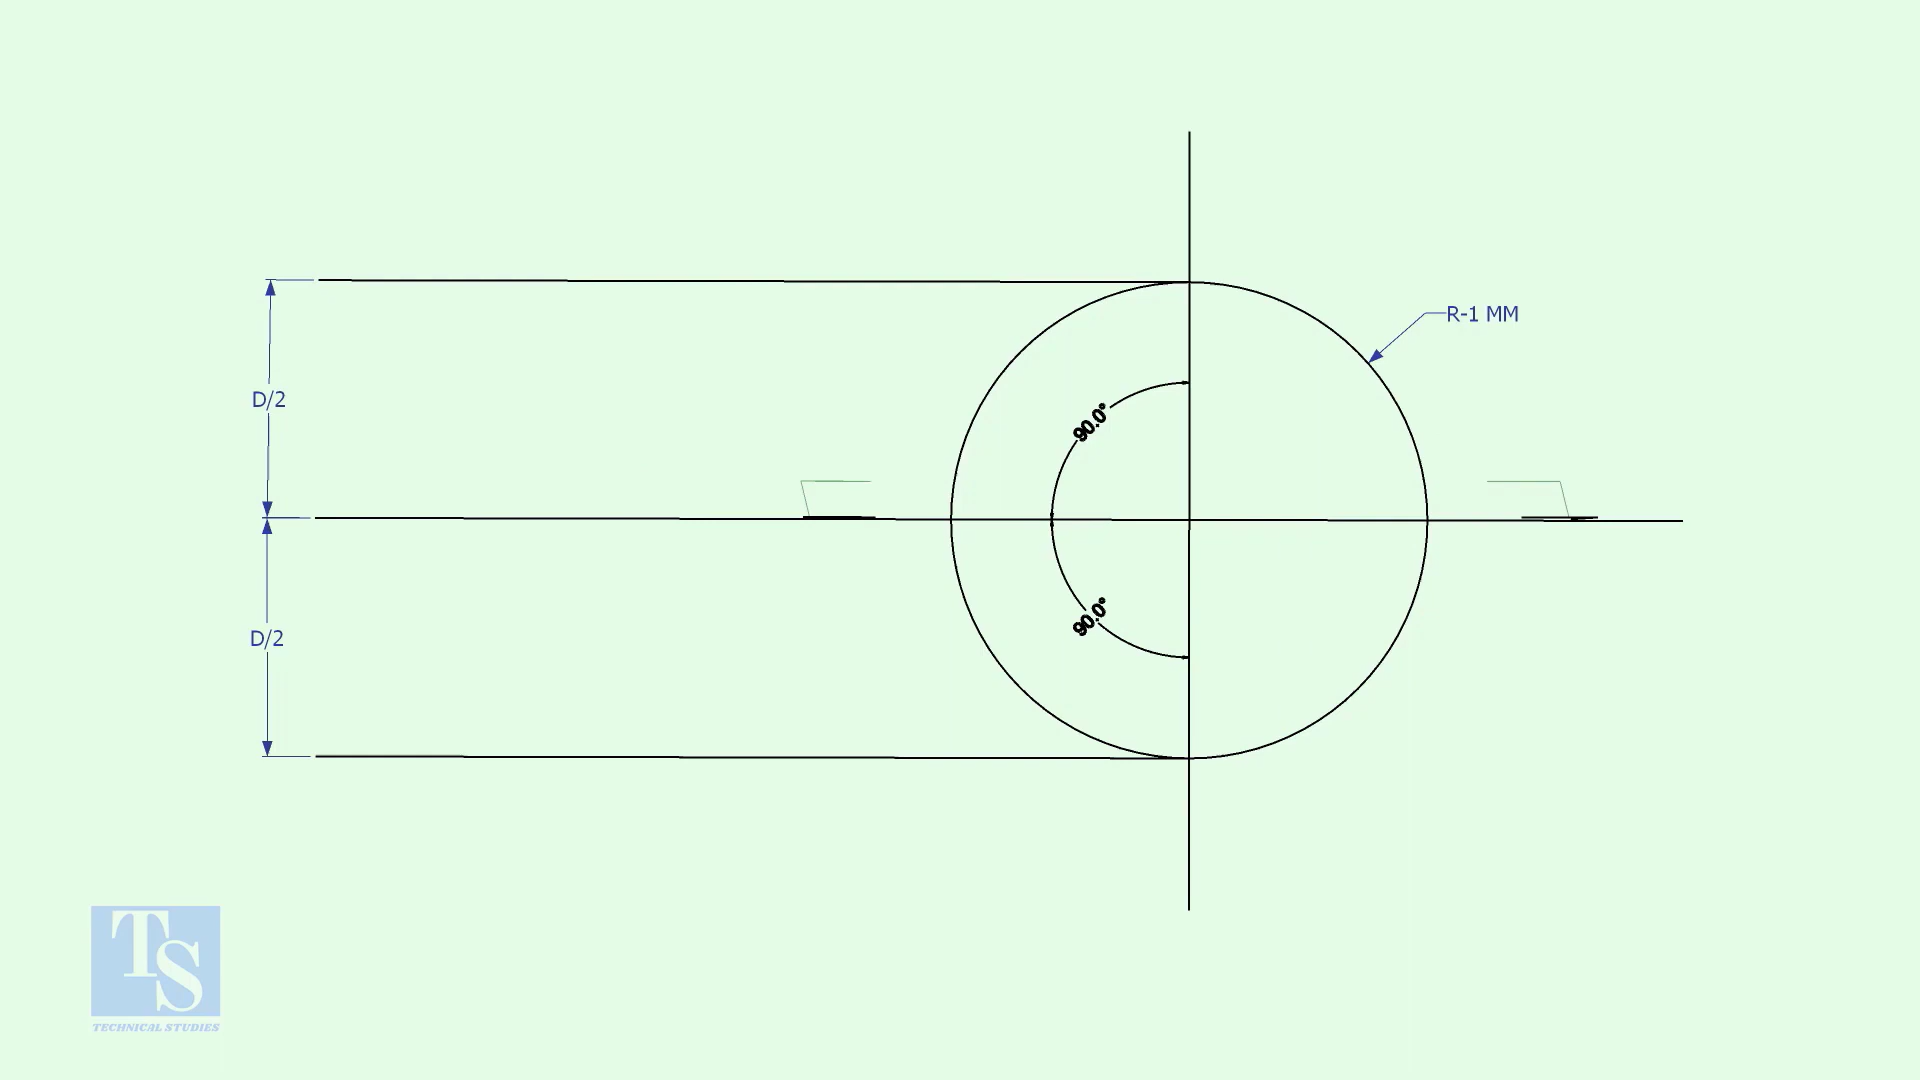 R-1 MM
D/2
90.0°
90.0°
D/2
TS
TECHNICAL STUDIES